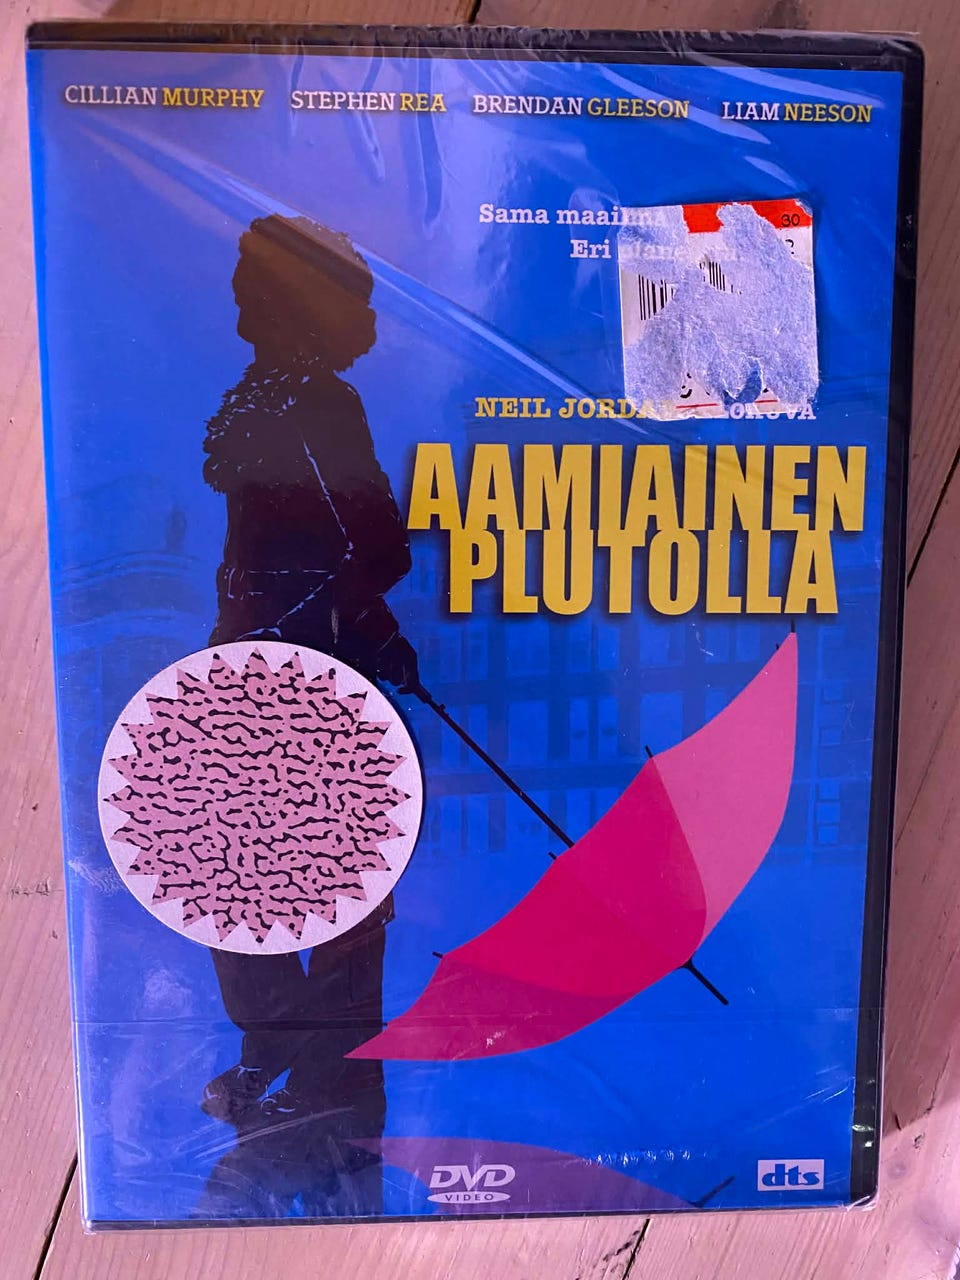 CILLIAN MURPHY STEPHEN REA BRENDAN GLEESON LIAM NEESON
Sama
Eri
30
NEIL
AAMIAINEN
PLUTOLLA
DVD
VIDEO
dts